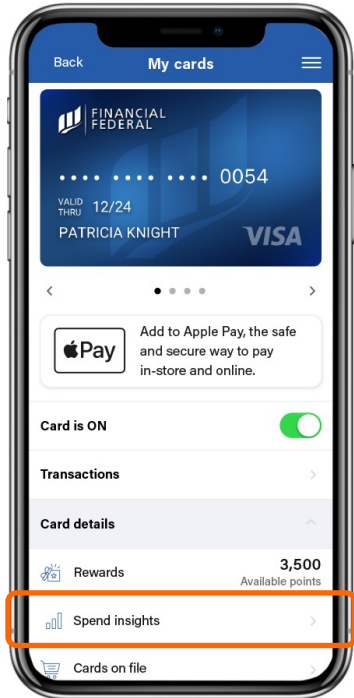 Back My cards
FINANCIAL
FEDERAL
•••• •••• •••• 0054
VALID
THRU 12/24
PATRICIA KNIGHT VISA
Pay
Add to Apple Pay, the safe
and secure way to pay
in-store and online.
Card is ON
Transactions
Card details
Rewards 3,500
Available points
Spend insights
Cards on file